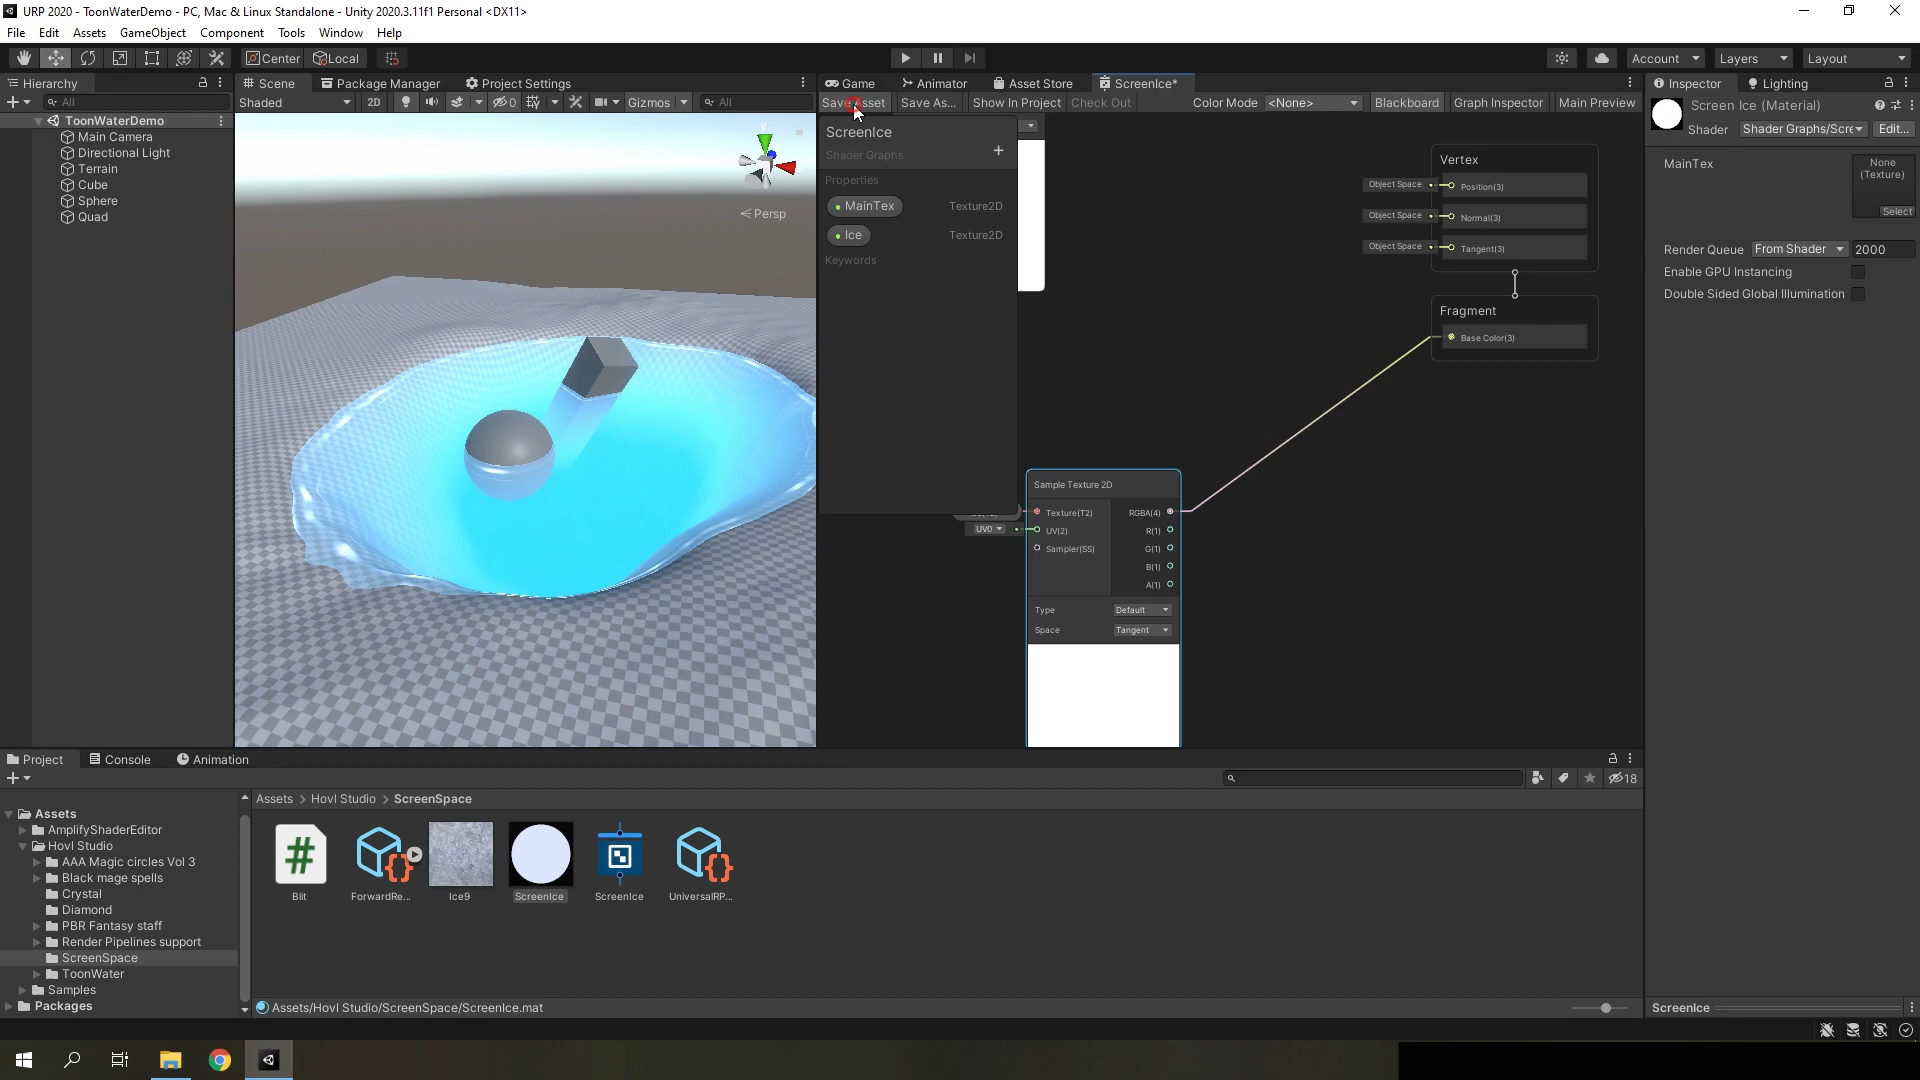 URP 2020 - ToonWaterDemo - PC, Mac & Linux Standalone - Unity 2020.3.11f1 Personal <DX11>
File Edit Assets GameObject Component Tools Window Help
Center Local Account Layers Layout
Hierarchy
All
ToonWaterDemo
Main Camera
Directional Light
Terrain
Cube
Sphere
Quad
Scene Package Manager Project Settings
Shaded 2D 0 Gizmos All
Persp
Game Animator Asset Store ScreenIce*
Save Asset Save As... Show In Project Check Out Color Mode <None> Blackboard Graph Inspector Main Preview
ScreenIce
Shader Graphs
Properties
MainTex Texture2D
Ice Texture2D
Keywords
Vertex
Object Space Position(3)
Object Space Normal(3)
Object Space Tangent(3)
Fragment
Base Color(3)
Sample Texture 2D
Texture(T2) RGBA(4)
UV0 UV(2) R(1)
Sampler(SS) G(1)
B(1)
A(1)
Type Default
Space Tangent
Inspector Lighting
Screen Ice (Material)
Shader Shader Graphs/Scre Edit...
MainTex
None
(Texture)
Select
Render Queue From Shader 2000
Enable GPU Instancing
Double Sided Global Illumination
Project Console Animation
18
Assets
AmplifyShaderEditor
Hovl Studio
AAA Magic circles Vol 3
Black mage spells
Crystal
Diamond
PBR Fantasy staff
Render Pipelines support
ScreenSpace
ToonWater
Samples
Packages
Assets > Hovl Studio > ScreenSpace
Blit ForwardRe... Ice9 ScreenIce ScreenIce UniversalRP...
Assets/Hovl Studio/ScreenSpace/ScreenIce.mat
ScreenIce